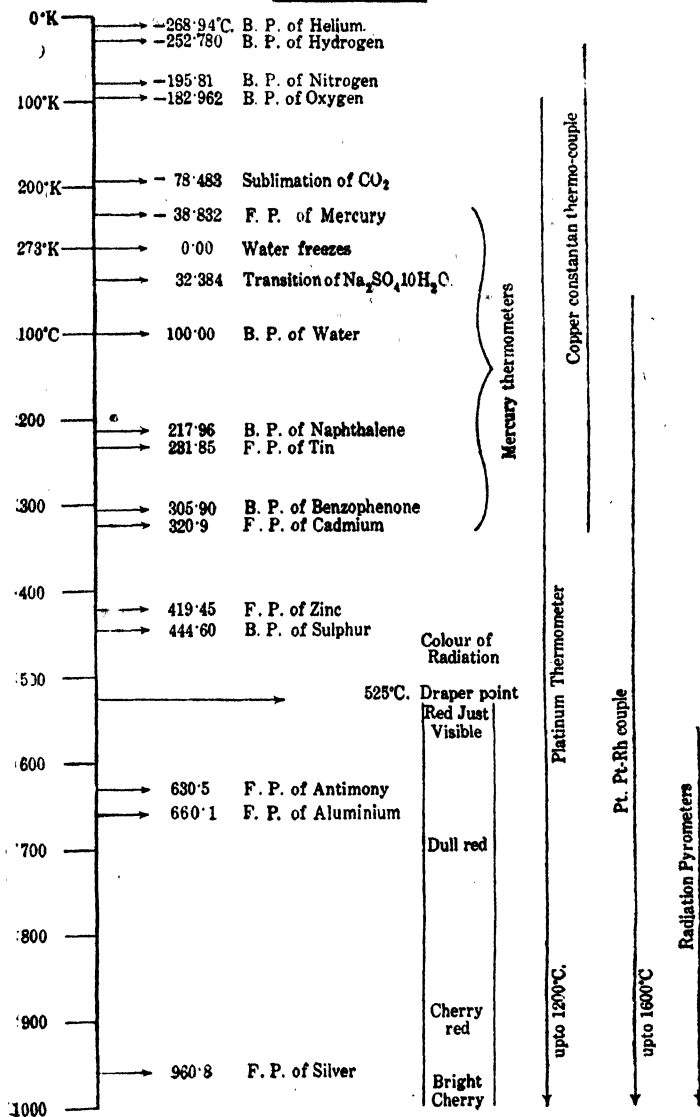 0°K
-268·94°C. B. P. of Helium.
-252·780 B. P. of Hydrogen
-195·81 B. P. of Nitrogen
100°K
-182·962 B. P. of Oxygen
200°K
- 78·483 Sublimation of CO₂
- 38·832 F. P. of Mercury
273°K
0·00 Water freezes
32·384 Transition of Na₂SO₄10H₂O.
100°C
100·00 B. P. of Water
200
217·96 B. P. of Naphthalene
231·85 F. P. of Tin
300
305·90 B. P. of Benzophenone
320·9 F. P. of Cadmium
400
419·45 F. P. of Zinc
444·60 B. P. of Sulphur
500
525°C. Draper point
600
630·5 F. P. of Antimony
660·1 F. P. of Aluminium
700
800
900
960·8 F. P. of Silver
1000
Colour of
Radiation
Red Just
Visible
Dull red
Cherry
red
Bright
Cherry
Mercury thermometers
Platinum Thermometer
upto 1200°C.
Copper constantan thermo-couple
Pt. Pt-Rh couple
upto 1600°C
Radiation Pyrometers